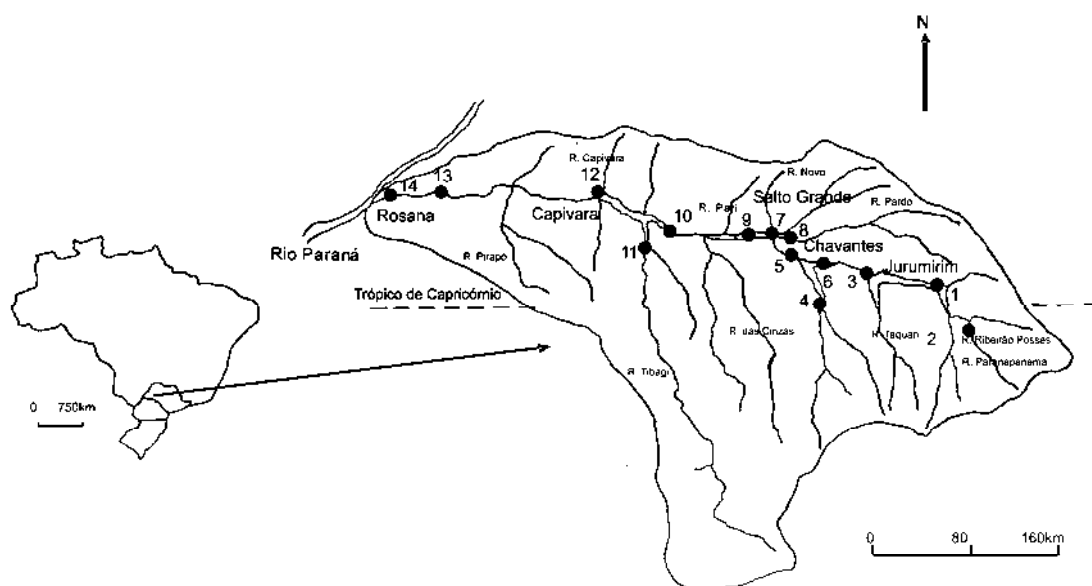 N
R. Capivara
12
13
14
Rosana
Capivara
R. Novo
Salto Grande
R. Pari
R. Pardo
10
9
7
8
Chavantes
11
Rio Paraná
R. Pirapó
5
6
3
Jurumirim
1
Trópico de Capricórnio
4
R. das Cinzas
R. Taquari
2
R. Ribeirão Posses
R. Paranapanema
R. Tibagi
0 750km
0 80 160km